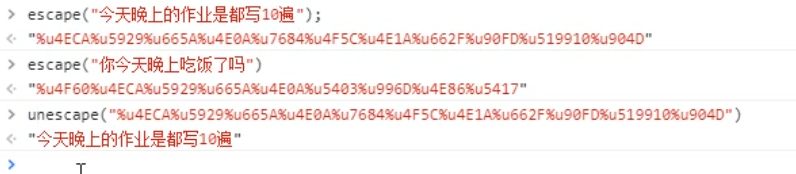 > escape("今天晚上的作业是都写10遍");
"%u4ECA%u5929%u665A%u4E0A%u7684%u4F5C%u4E1A%u662F%u90FD%u519910%u904D"
> escape("你今天晚上吃饭了吗")
"%u4F60%u4ECA%u5929%u665A%u4E0A%u5403%u996D%u4E86%u5417"
> unescape("%u4ECA%u5929%u665A%u4E0A%u7684%u4F5C%u4E1A%u662F%u90FD%u519910%u904D")
"今天晚上的作业是都写10遍"
>